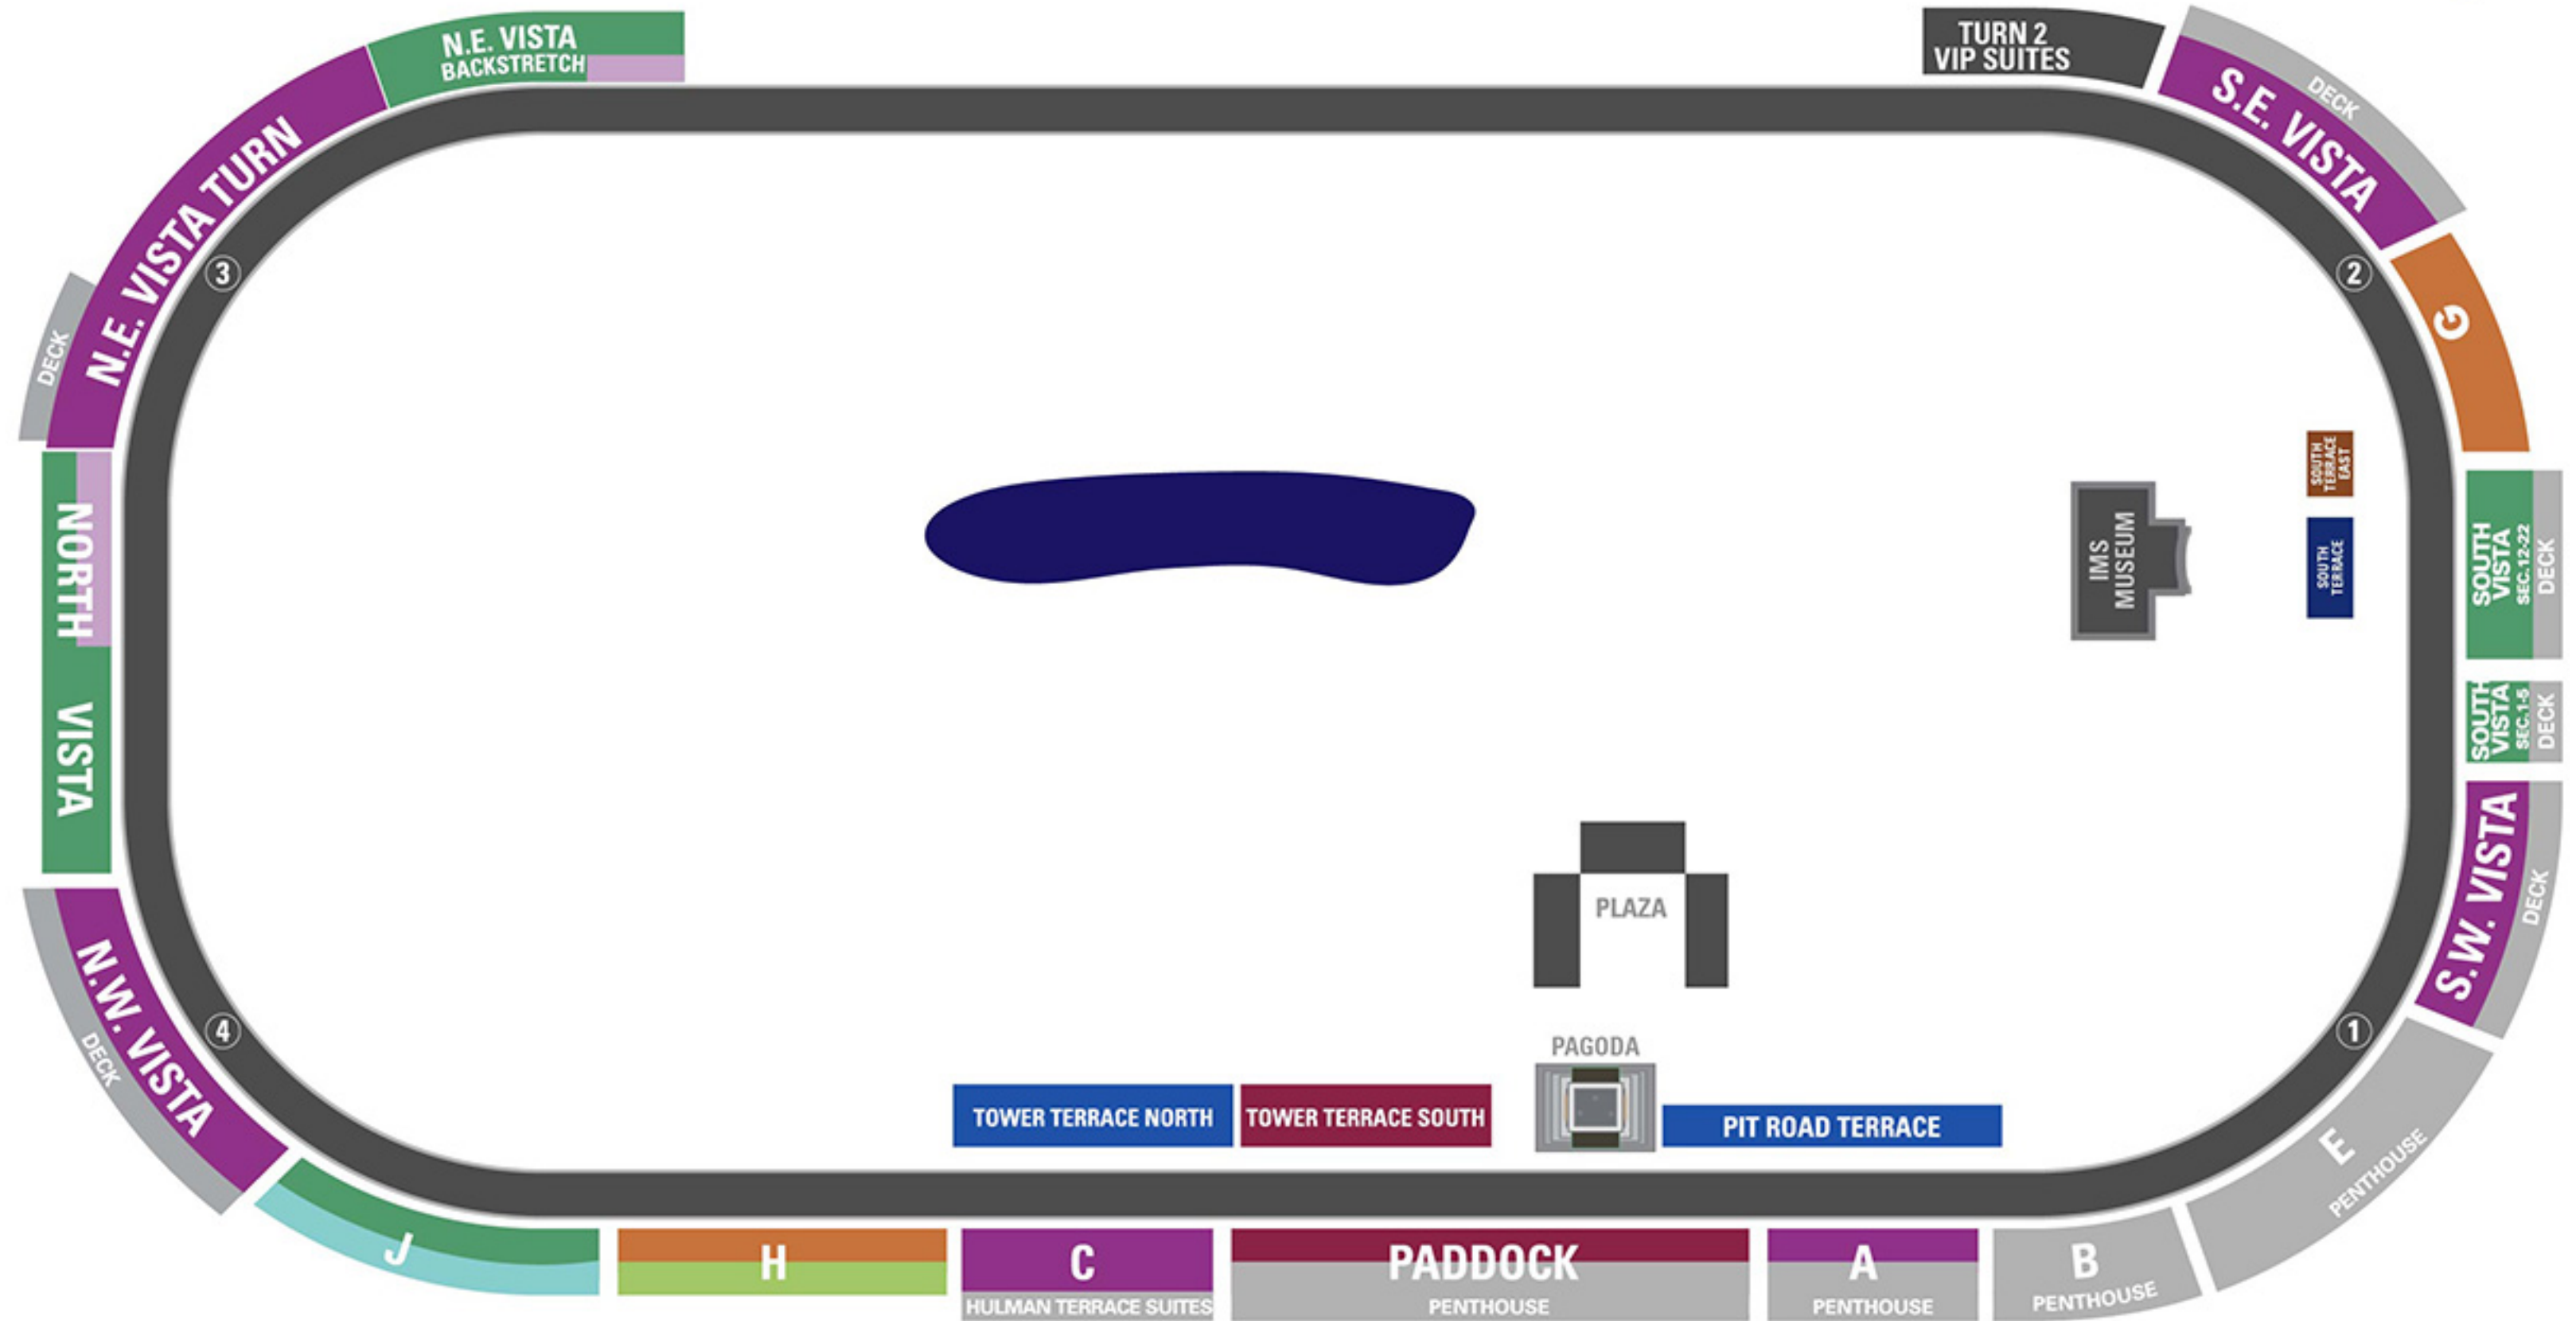 N.E. VISTA
BACKSTRETCH
TURN 2
VIP SUITES
DECK
S.E. VISTA
N.E. VISTA TURN
3
2
G
DECK
SOUTH
TERRACE
EAST
NORTH
VISTA
IMS
MUSEUM
SOUTH
TERRACE
SOUTH
VISTA
SEC.12-22
DECK
SOUTH
VISTA
SEC.1-5
DECK
S.W. VISTA
DECK
PLAZA
N.W. VISTA
DECK
4
1
PAGODA
TOWER TERRACE NORTH
TOWER TERRACE SOUTH
PIT ROAD TERRACE
E
PENTHOUSE
J
H
C
HULMAN TERRACE SUITES
PADDOCK
PENTHOUSE
A
PENTHOUSE
B
PENTHOUSE